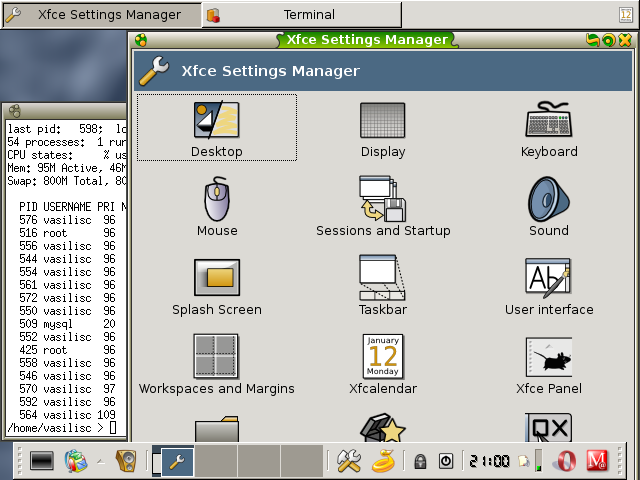 Xfce Settings Manager
Terminal
12
Xfce Settings Manager
Xfce Settings Manager
last pid: 598; lo
54 processes: 1 run
CPU states: % us
Mem: 95M Active, 46M
Swap: 800M Total, 80
PID USERNAME PRI N
576 vasilisc 96
516 root 96
556 vasilisc 96
544 vasilisc 96
554 vasilisc 96
561 vasilisc 96
572 vasilisc 96
550 vasilisc 96
509 mysql 20
552 vasilisc 96
425 root 96
558 vasilisc 96
546 vasilisc 96
570 vasilisc 97
592 vasilisc 96
564 vasilisc 109
/home/vasilisc >
Desktop
Display
Keyboard
Mouse
Sessions and Startup
Sound
Splash Screen
Taskbar
Ab
User interface
Workspaces and Margins
January
12
Monday
Xfcalendar
Xfce Panel
21:00
M